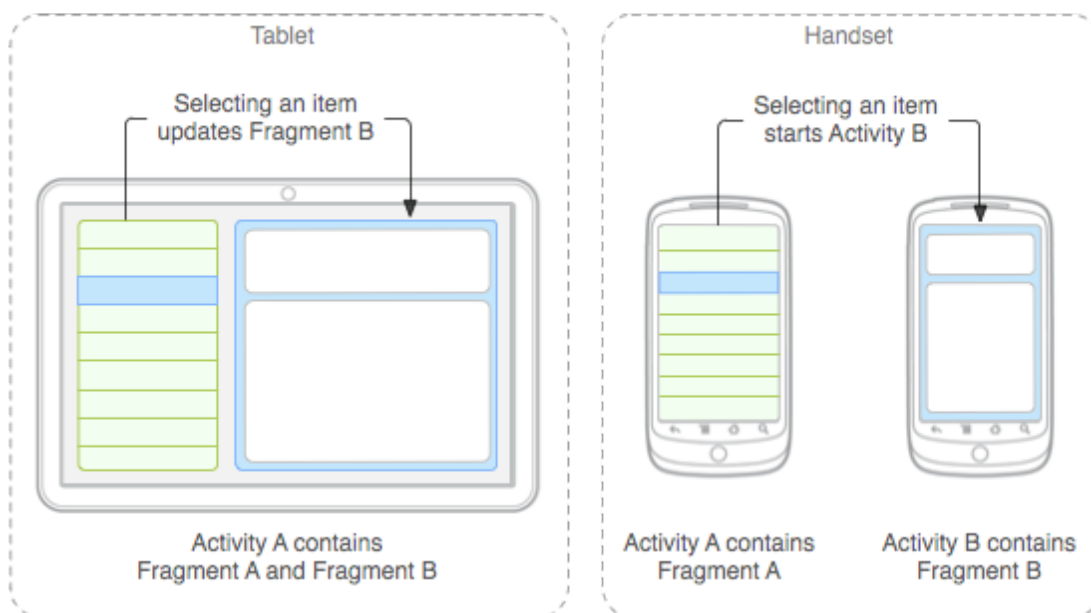 Tablet
Selecting an item
updates Fragment B
Activity A contains
Fragment A and Fragment B
Handset
Selecting an item
starts Activity B
Activity A contains
Fragment A
Activity B contains
Fragment B